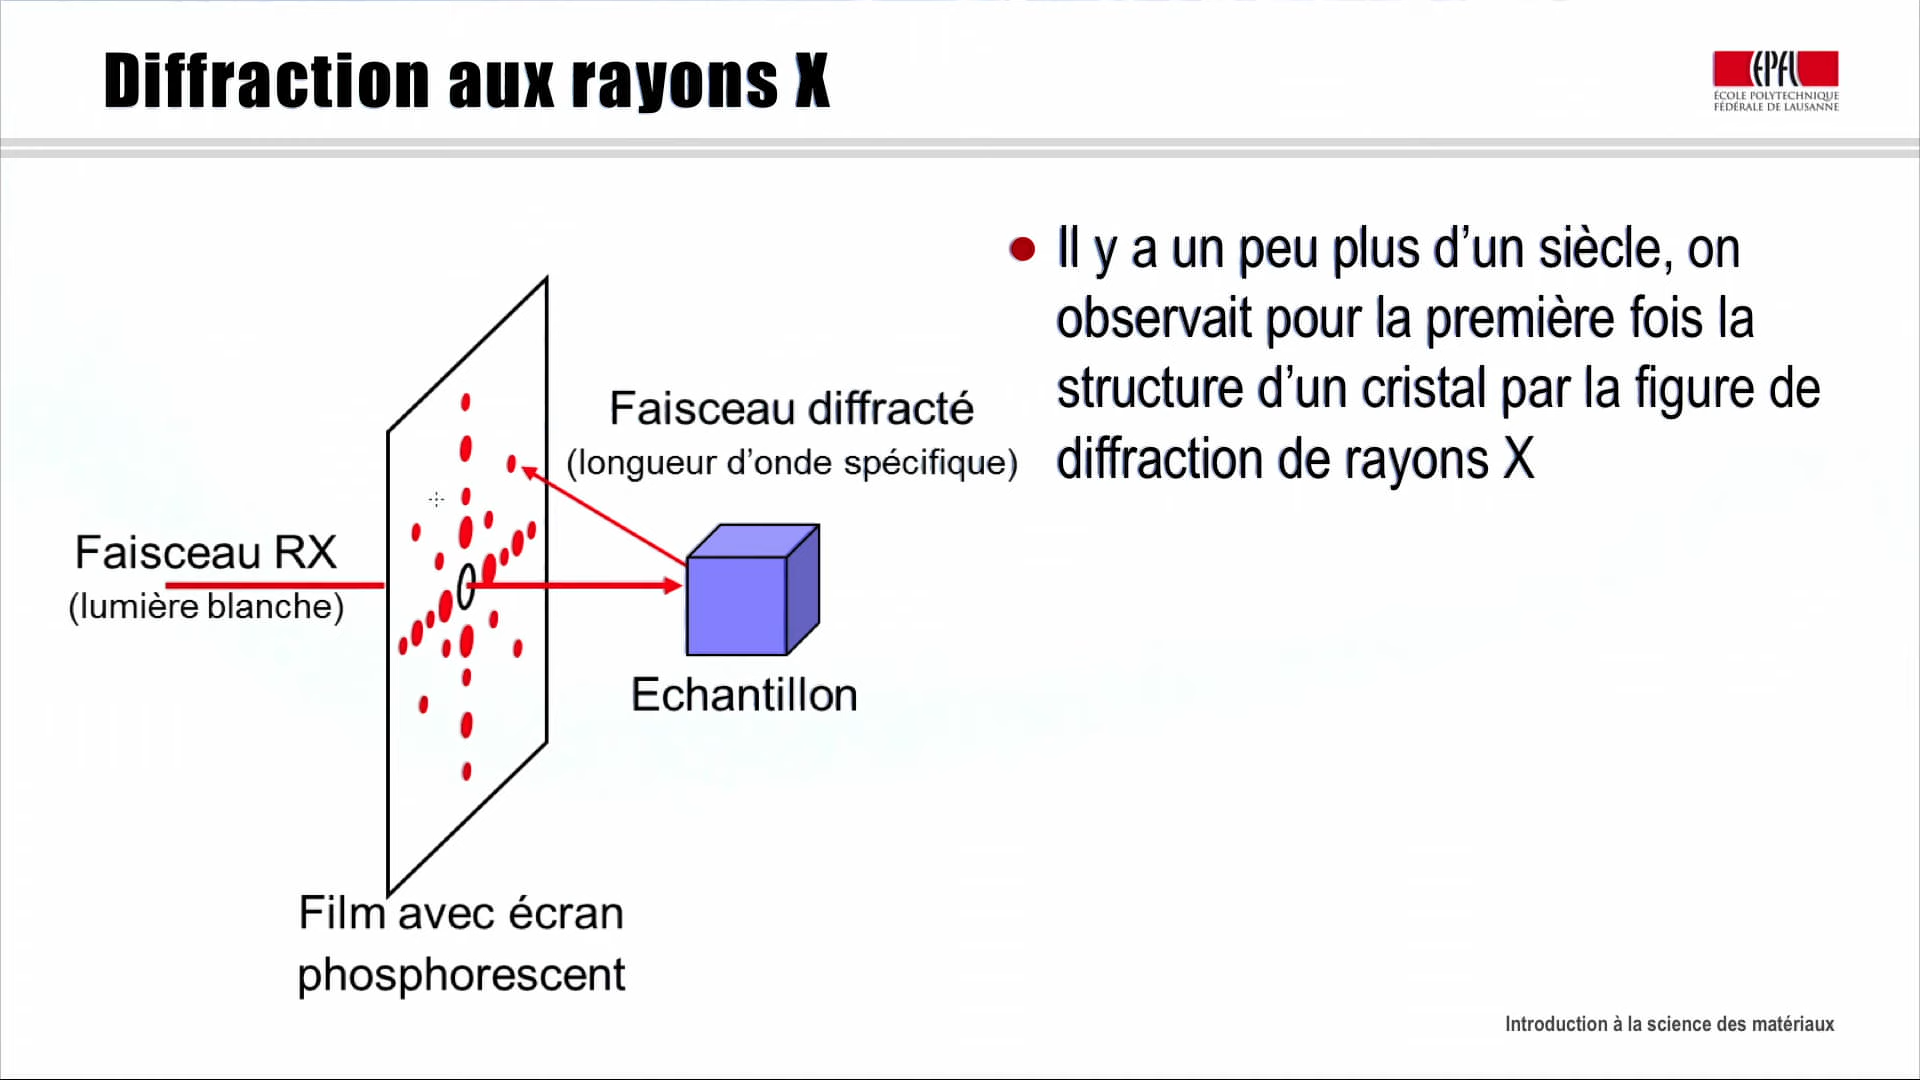 Diffraction aux rayons X
EPFL
ÉCOLE POLYTECHNIQUE
FÉDÉRALE DE LAUSANNE
Il y a un peu plus d’un siècle, on
observait pour la première fois la
structure d’un cristal par la figure de
diffraction de rayons X
Faisceau diffracté
(longueur d’onde spécifique)
Faisceau RX
(lumière blanche)
Echantillon
Film avec écran
phosphorescent
Introduction à la science des matériaux